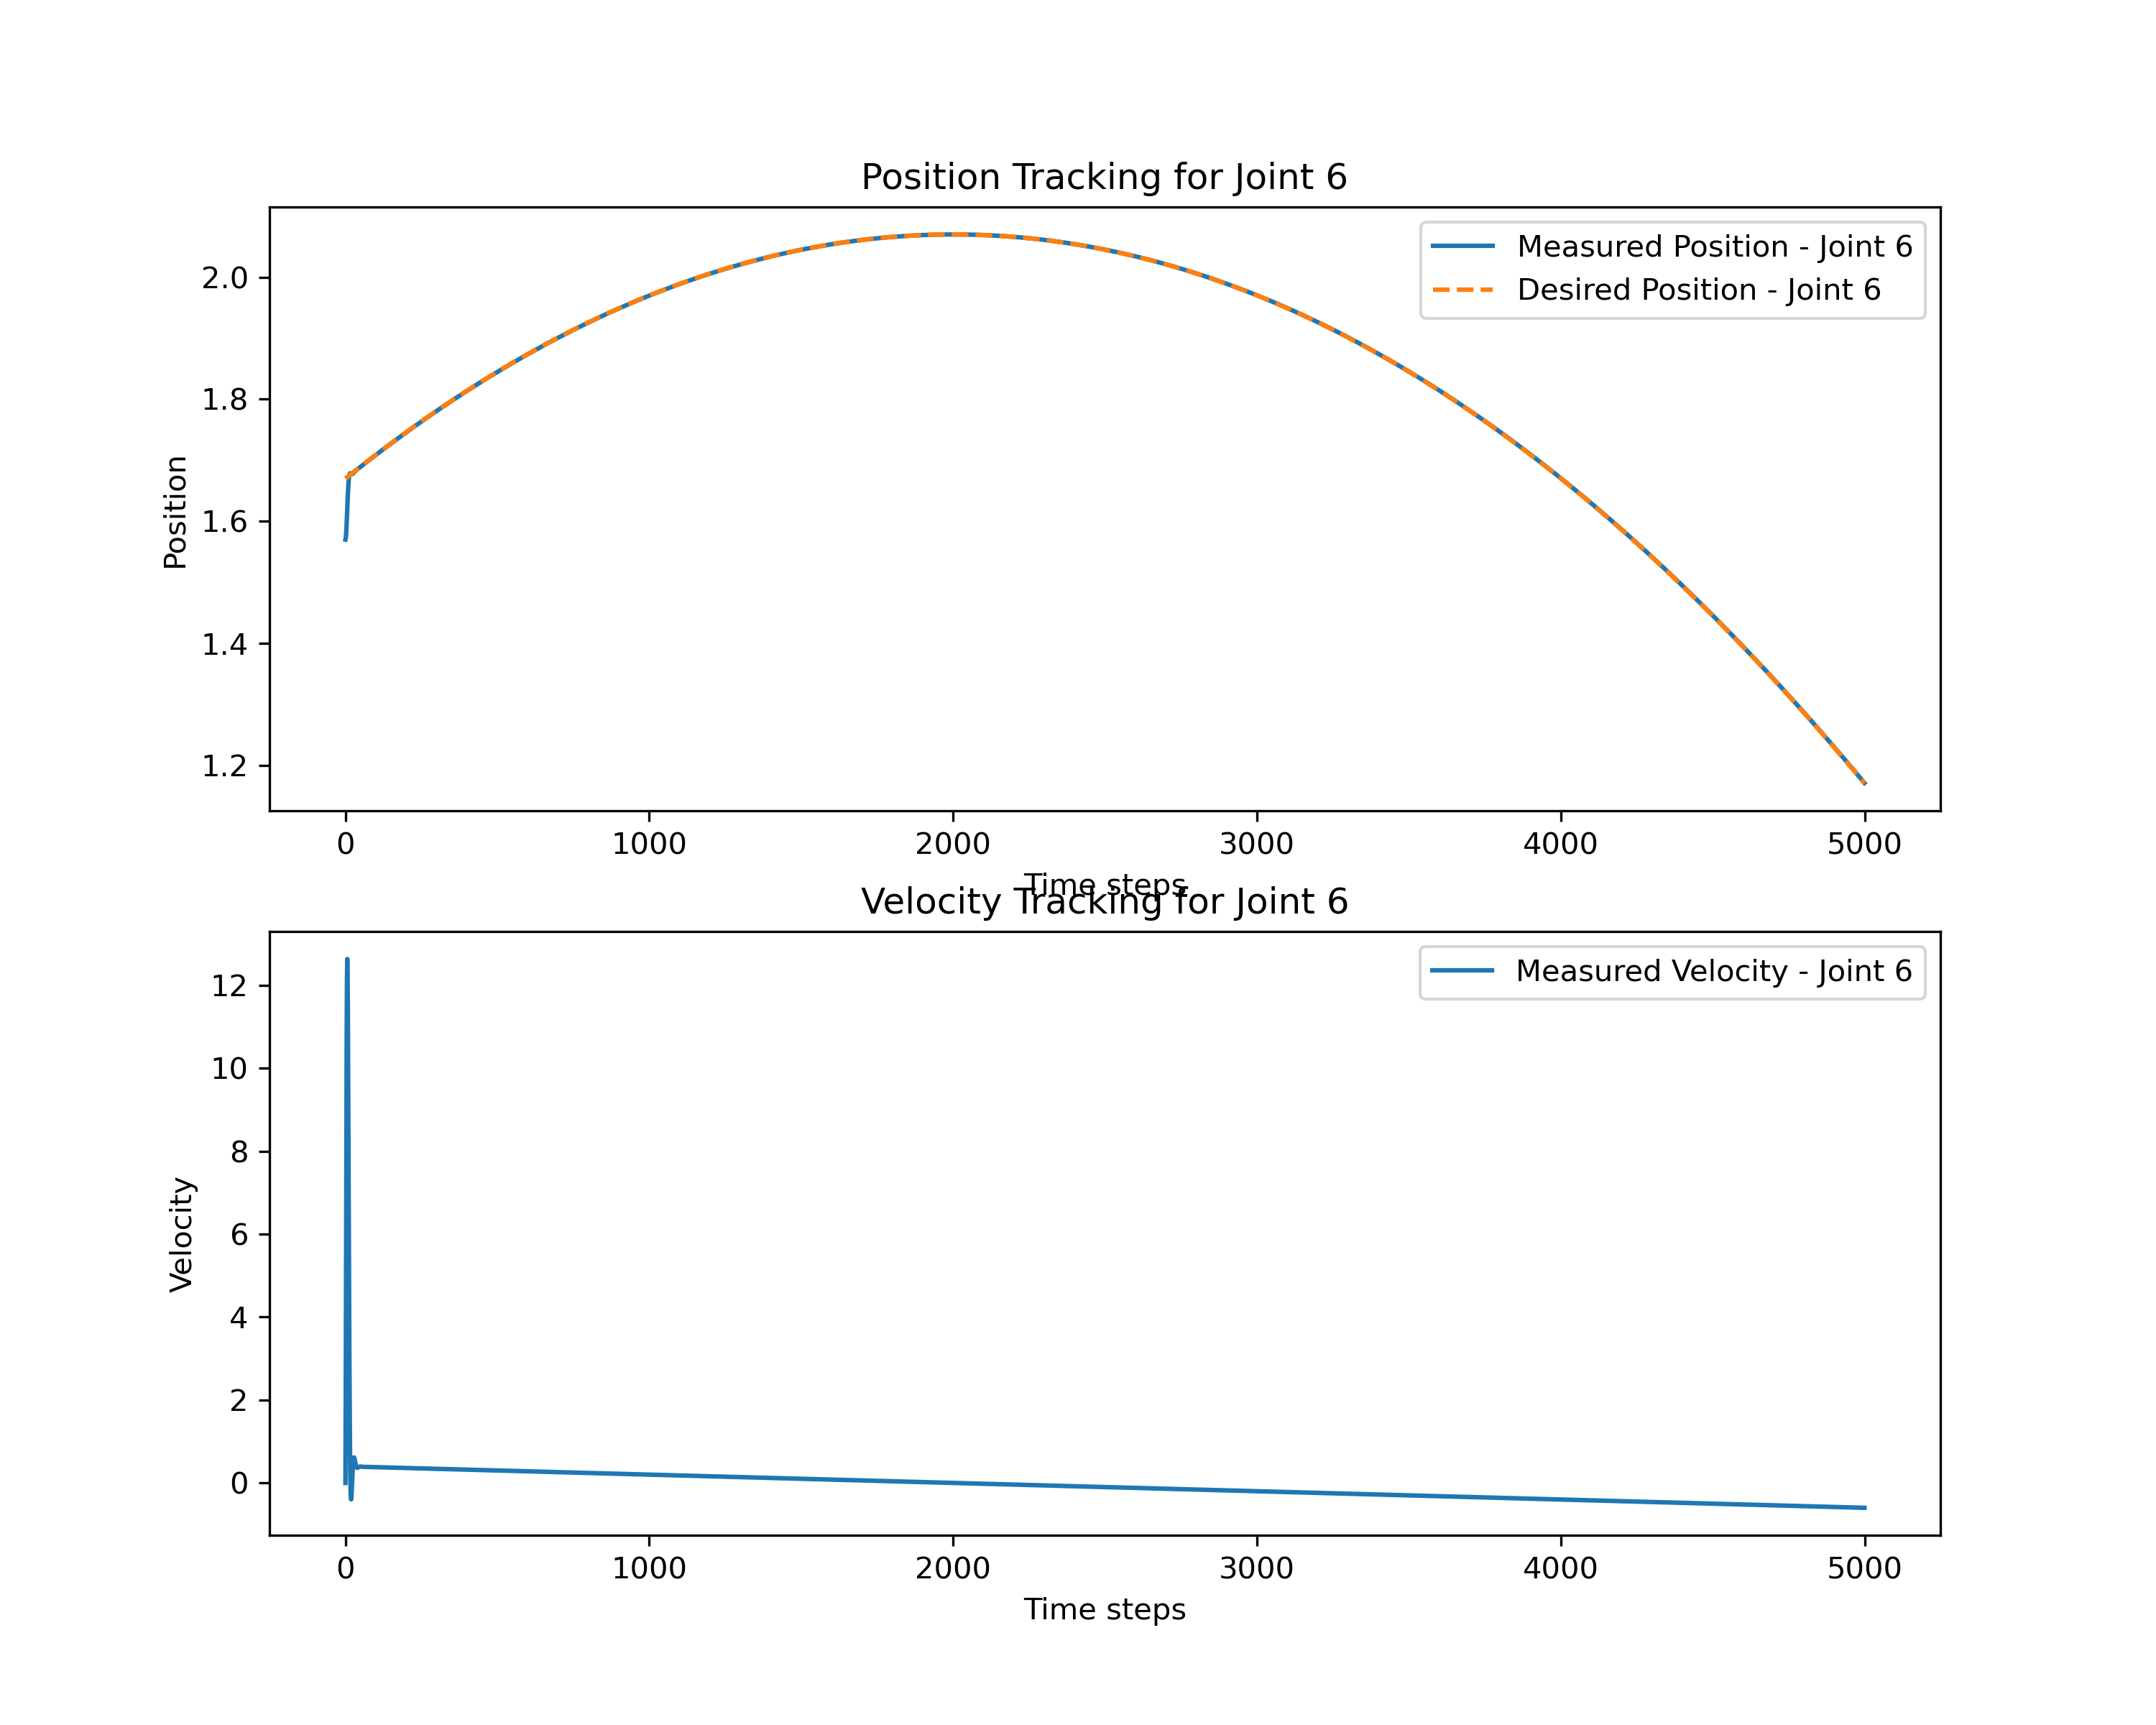 Position Tracking for Joint 6
Measured Position - Joint 6
Desired Position - Joint 6
Position
2.0
1.8
1.6
1.4
1.2
0 1000 2000 3000 4000 5000
Time steps
Velocity Tracking for Joint 6
Measured Velocity - Joint 6
Velocity
12
10
8
6
4
2
0
0 1000 2000 3000 4000 5000
Time steps